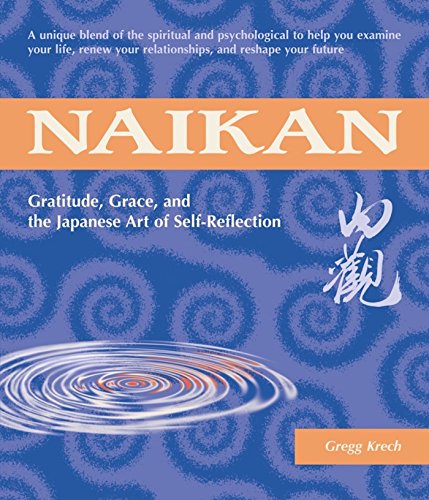 A unique blend of the spiritual and psychological to help you examine
your life, renew your relationships, and reshape your future
NAIKAN
Gratitude, Grace, and
the Japanese Art of Self-Reflection
内
觀
Gregg Krech